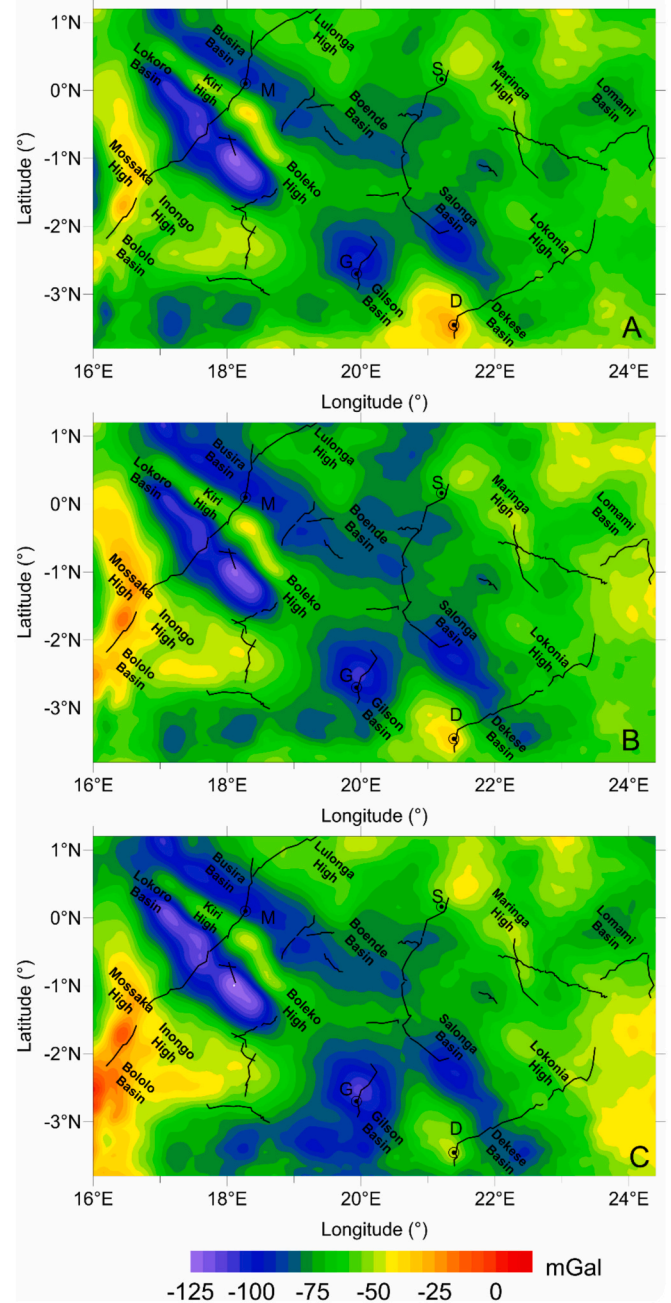 1°N
0°N
-1°N
-2°N
-3°N
Latitude (°)
Busira
Basin
Lulonga
High
Lokoro
Basin
Kiri
High
M
S
Boende
Basin
Maringa
High
Lomami
Basin
Mossaka
High
Inongo
High
Boleko
High
Salonga
Basin
Lokonia
High
Bololo
Basin
G
Gilson
Basin
D
Dekese
Basin
A
16°E
18°E
20°E
22°E
24°E
Longitude (°)
1°N
0°N
-1°N
-2°N
-3°N
Latitude (°)
Busira
Basin
Lulonga
High
Lokoro
Basin
Kiri
High
M
S
Boende
Basin
Maringa
High
Lomami
Basin
Mossaka
High
Inongo
High
Boleko
High
Salonga
Basin
Lokonia
High
Bololo
Basin
G
Gilson
Basin
D
Dekese
Basin
B
16°E
18°E
20°E
22°E
24°E
Longitude (°)
1°N
0°N
-1°N
-2°N
-3°N
Latitude (°)
Busira
Basin
Lulonga
High
Lokoro
Basin
Kiri
High
M
S
Boende
Basin
Maringa
High
Lomami
Basin
Mossaka
High
Inongo
High
Boleko
High
Salonga
Basin
Lokonia
High
Bololo
Basin
G
Gilson
Basin
D
Dekese
Basin
C
16°E
18°E
20°E
22°E
24°E
Longitude (°)
mGal
-125 -100 -75 -50 -25 0